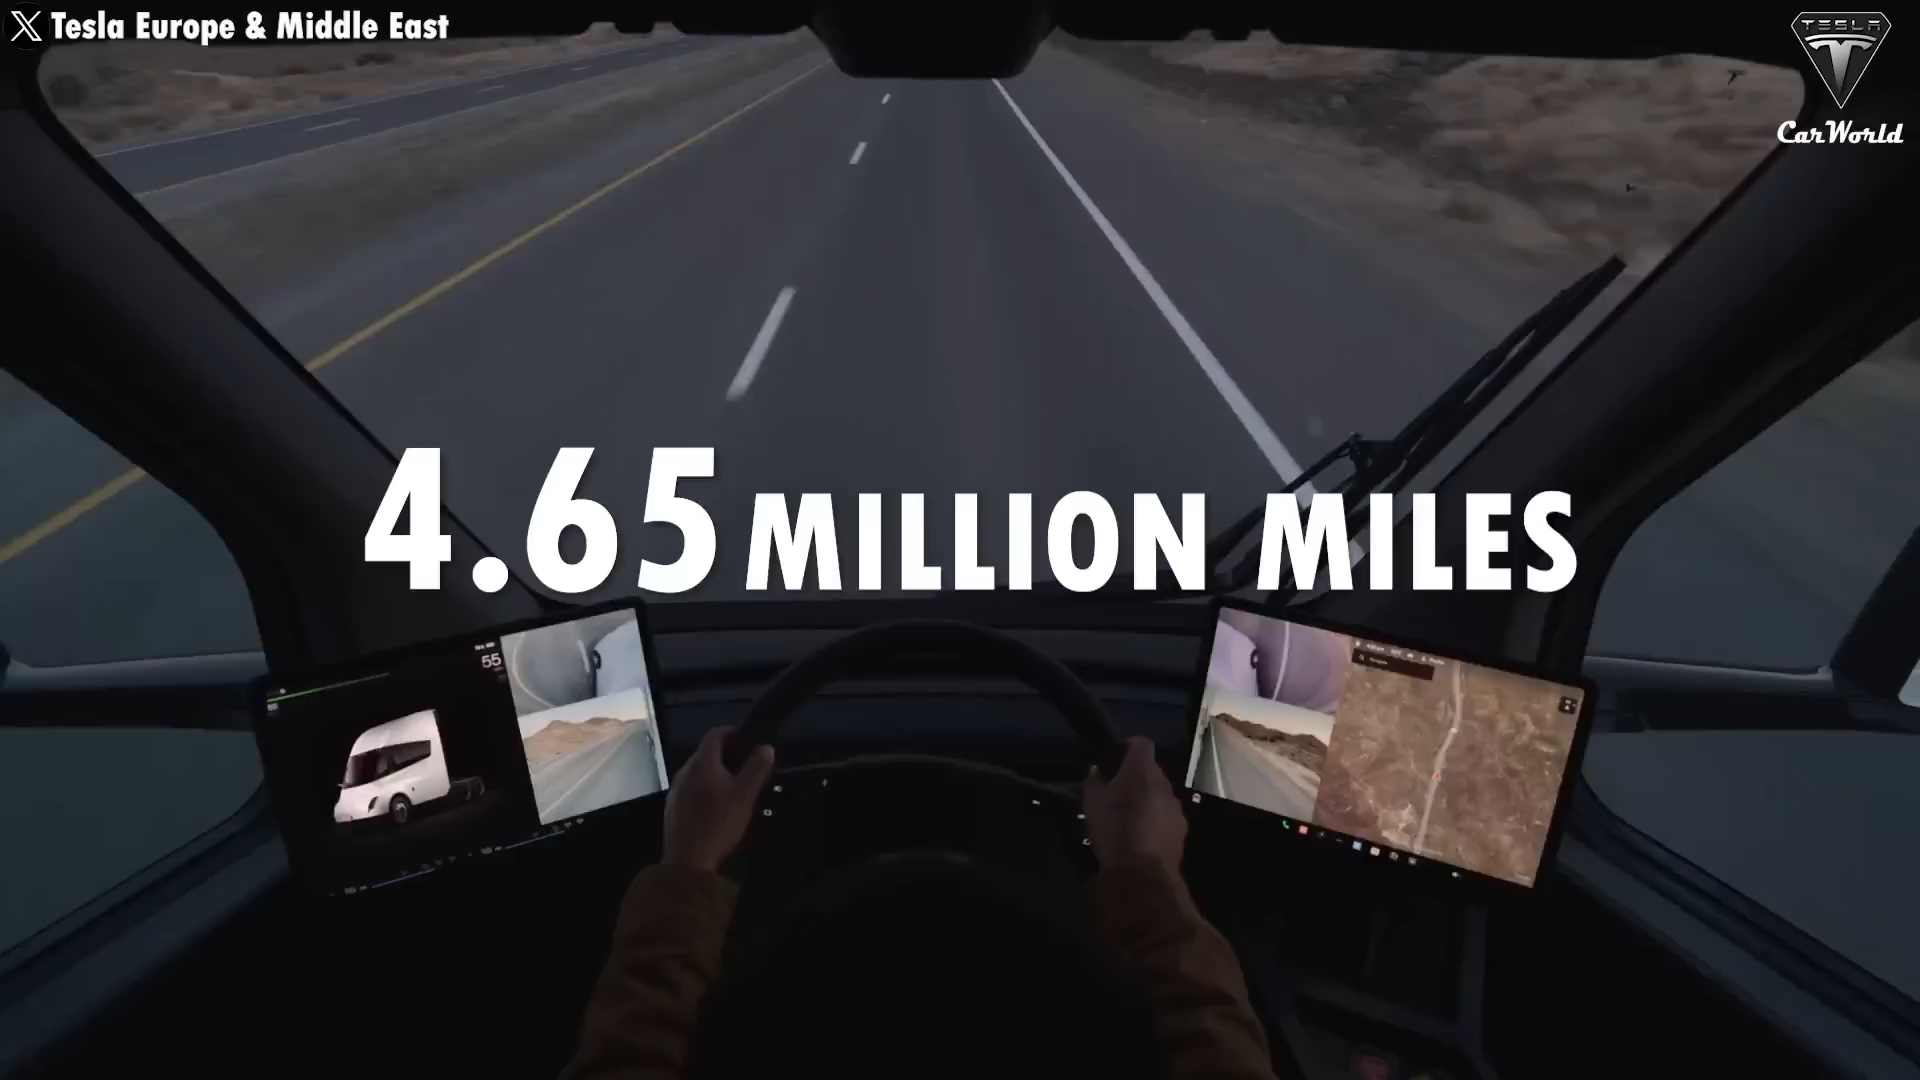 X Tesla Europe & Middle East
TESLA
CarWorld
4.65 MILLION MILES
55